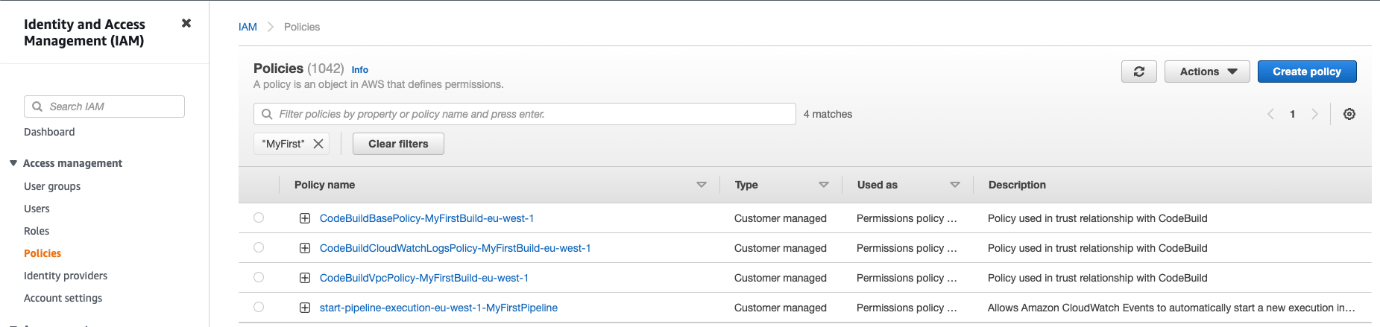 Identity and Access
Management (IAM)
Search IAM
Dashboard
Access management
User groups
Users
Roles
Policies
Identity providers
Account settings
IAM > Policies
Policies (1042) Info
A policy is an object in AWS that defines permissions.
Actions
Create policy
Filter policies by property or policy name and press enter.
4 matches
1
"MyFirst"
Clear filters
Policy name Type Used as Description
CodeBuildBasePolicy-MyFirstBuild-eu-west-1 Customer managed Permissions policy ... Policy used in trust relationship with CodeBuild
CodeBuildCloudWatchLogsPolicy-MyFirstBuild-eu-west-1 Customer managed Permissions policy ... Policy used in trust relationship with CodeBuild
CodeBuildVpcPolicy-MyFirstBuild-eu-west-1 Customer managed Permissions policy ... Policy used in trust relationship with CodeBuild
start-pipeline-execution-eu-west-1-MyFirstPipeline Customer managed Permissions policy ... Allows Amazon CloudWatch Events to automatically start a new execution in...